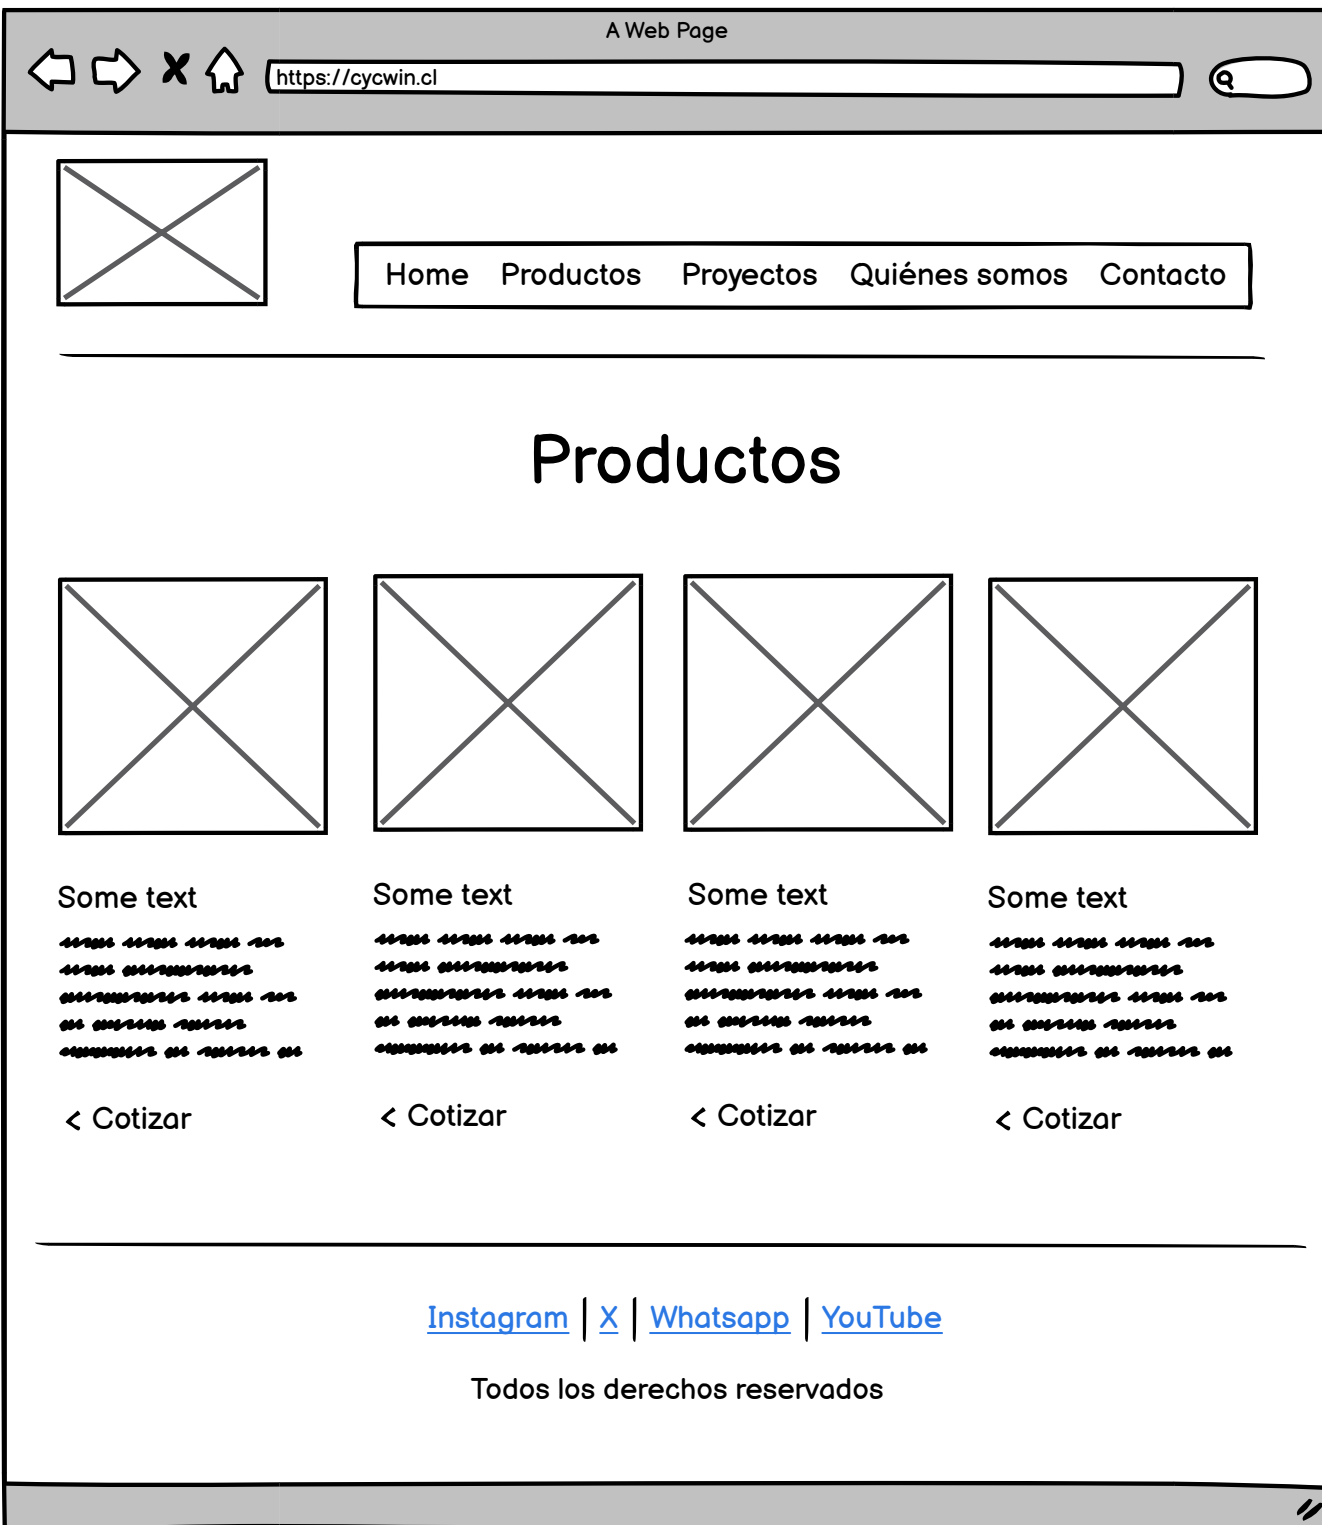 A Web Page
https://cycwin.cl
Home Productos Proyectos Quiénes somos Contacto
Productos
Some text Some text Some text Some text
< Cotizar < Cotizar < Cotizar < Cotizar
Instagram | X | Whatsapp | YouTube
Todos los derechos reservados